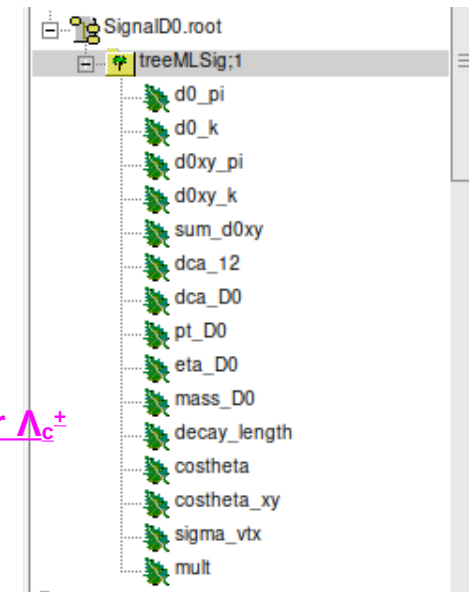 SignalD0.root
treeMLSig;1
d0_pi
d0_k
d0xy_pi
d0xy_k
sum_d0xy
dca_12
dca_D0
pt_D0
eta_D0
mass_D0
r Λc±
decay_length
costheta
costheta_xy
sigma_vtx
mult